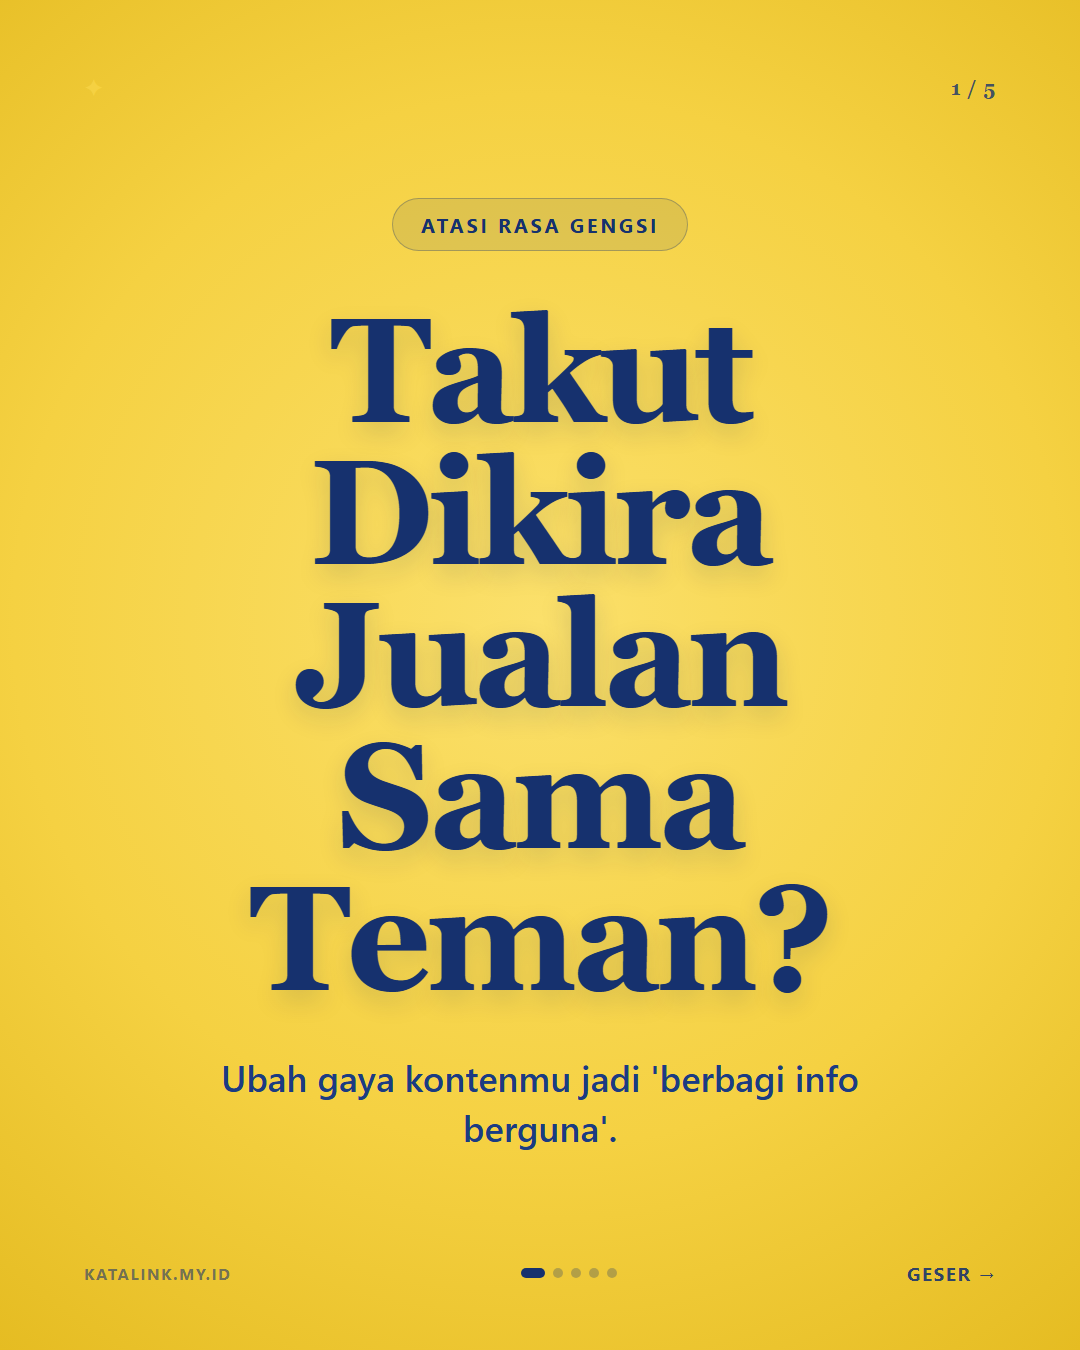 1 / 5
ATASI RASA GENGSI
Takut
Dikira
Jualan
Sama
Teman?
Ubah gaya kontenmu jadi 'berbagi info
berguna'.
KATALINK.MY.ID
GESER →